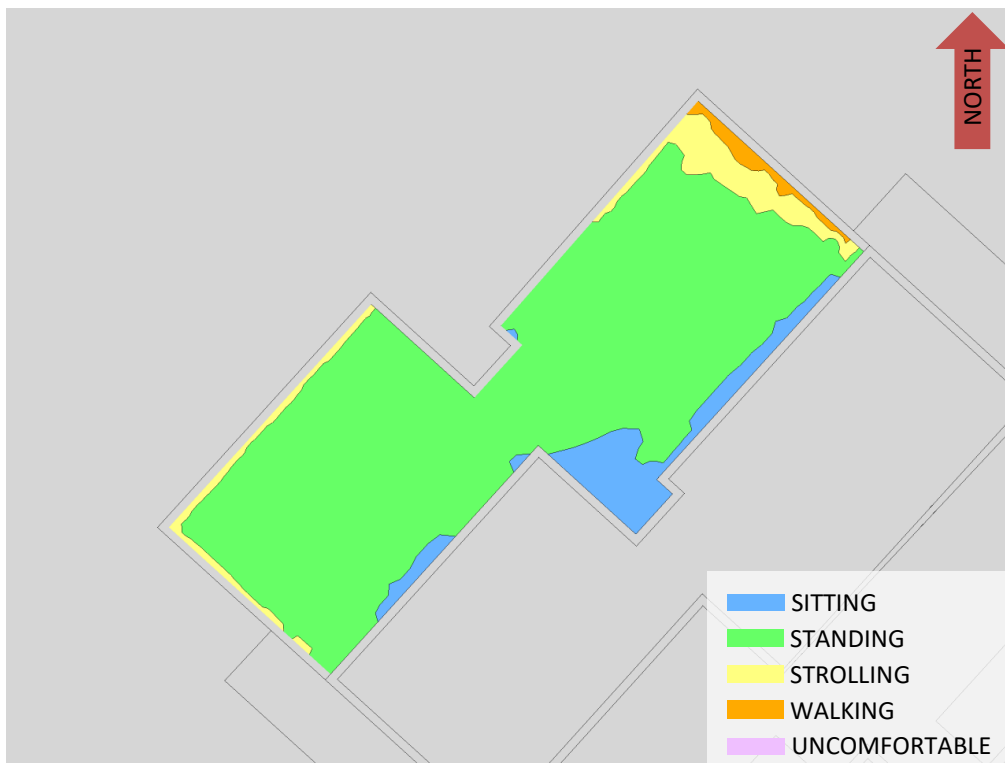 NORTH
SITTING
STANDING
STROLLING
WALKING
UNCOMFORTABLE